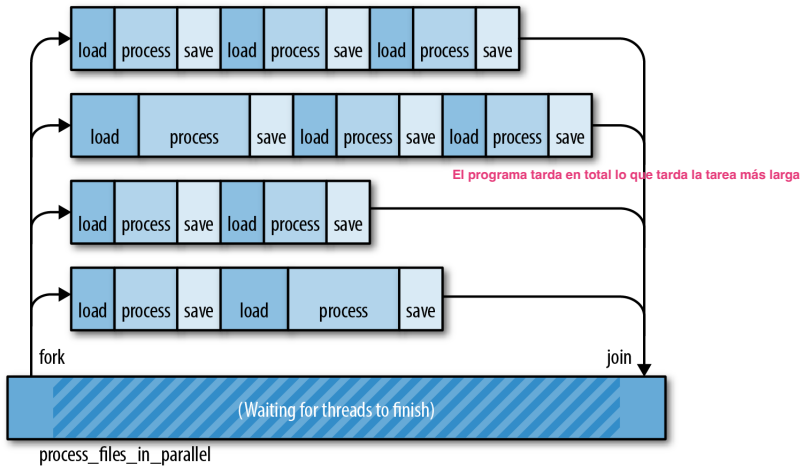 load process save load process save load process save
load process save load process save load process save
El programa tarda en total lo que tarda la tarea más larga
load process save load process save
load process save load process save
fork join
(Waiting for threads to finish)
process_files_in_parallel